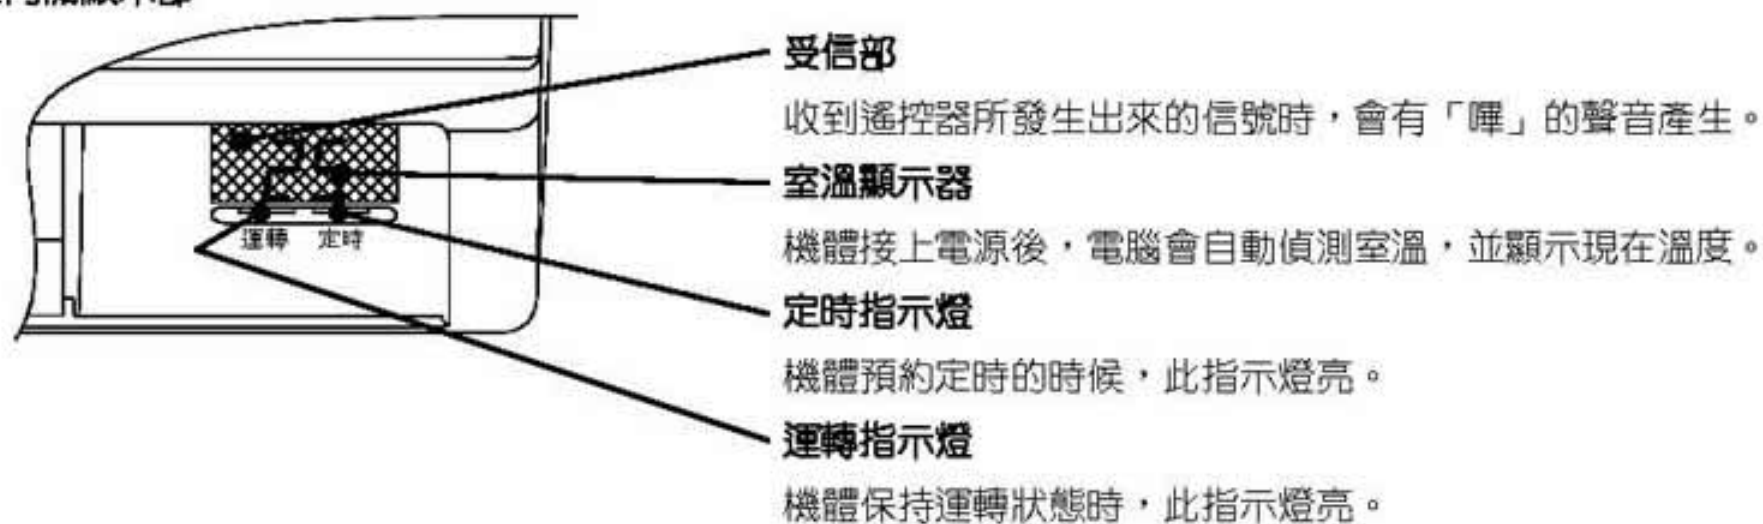 受信部
收到遙控器所發生出來的信號時，會有「嗶」的聲音產生。
室溫顯示器
機體接上電源後，電腦會自動偵測室溫，並顯示現在溫度。
運轉 定時
定時指示燈
機體預約定時的時候，此指示燈亮。
運轉指示燈
機體保持運轉狀態時，此指示燈亮。